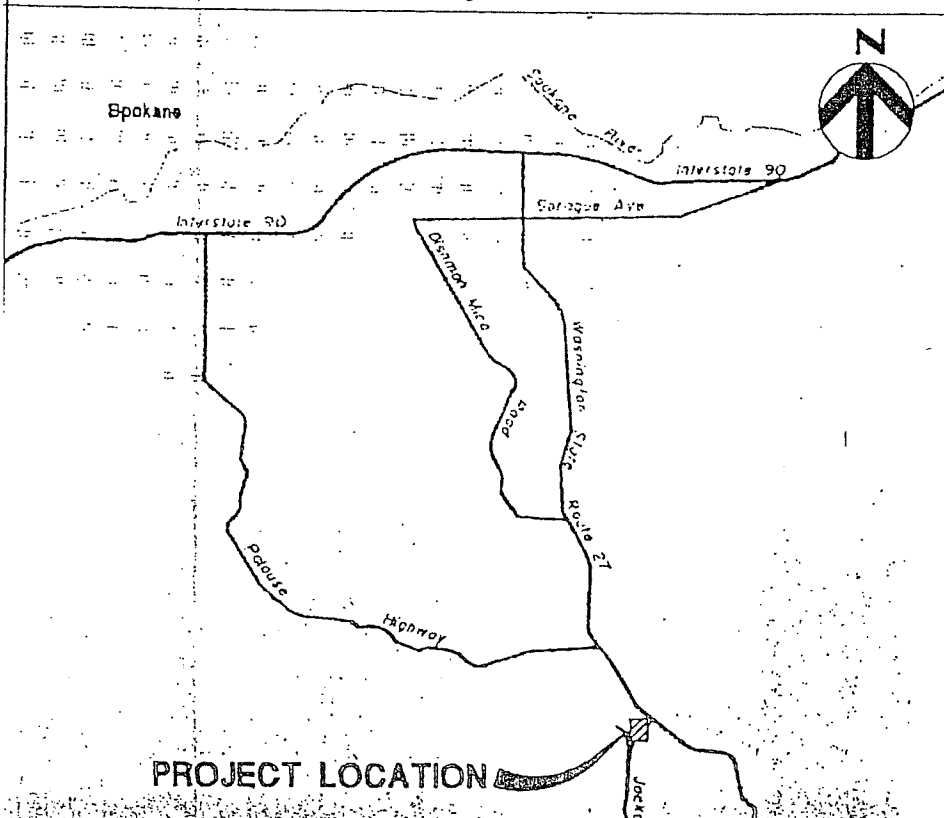 N
Spokane
Spokane River
Interstate 90
Interstate 90
Sprague Ave
Dishman Mica Road
Washington State Route 27
Palouse Highway
PROJECT LOCATION